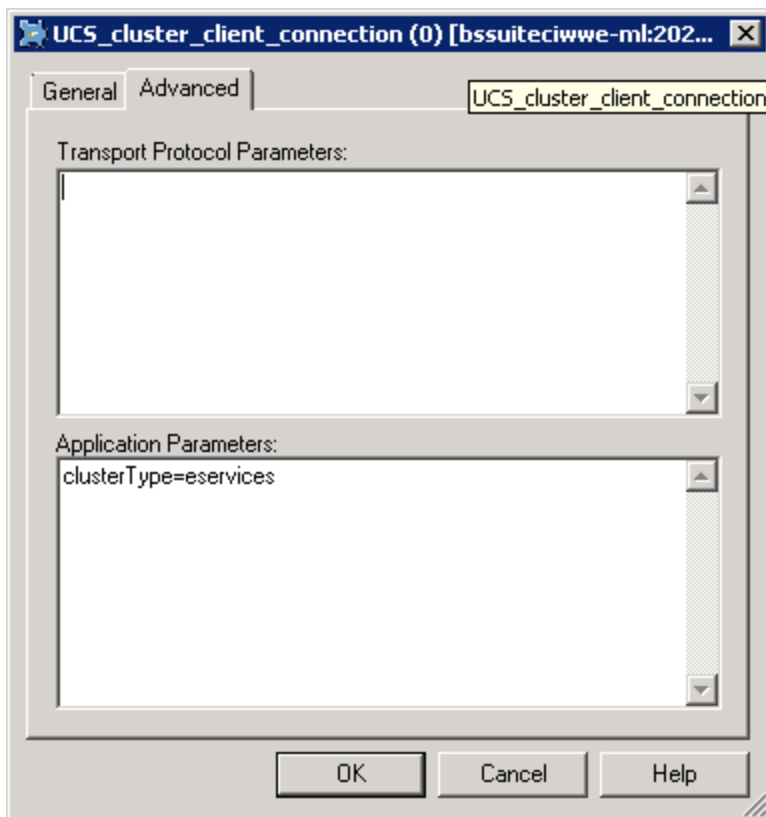 UCS_cluster_client_connection (0) [bssuiteciwwe-ml:202...
General
Advanced
UCS_cluster_client_connection
Transport Protocol Parameters:
Application Parameters:
clusterType=eservices
OK
Cancel
Help